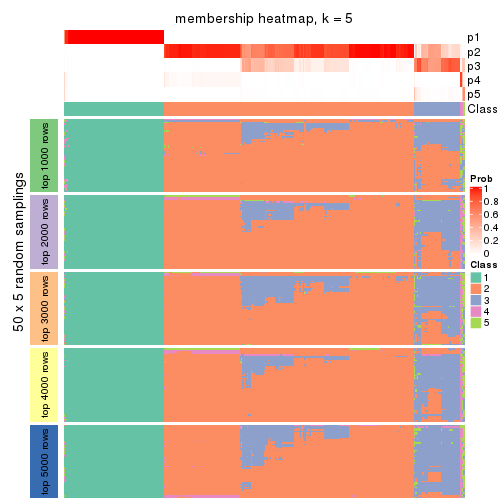 membership heatmap, k = 5
p1
p2
p3
p4
p5
Class
50 x 5 random samplings
top 1000 rows
top 2000 rows
top 3000 rows
top 4000 rows
top 5000 rows
Prob
1
0.8
0.6
0.4
0.2
0
Class
1
2
3
4
5